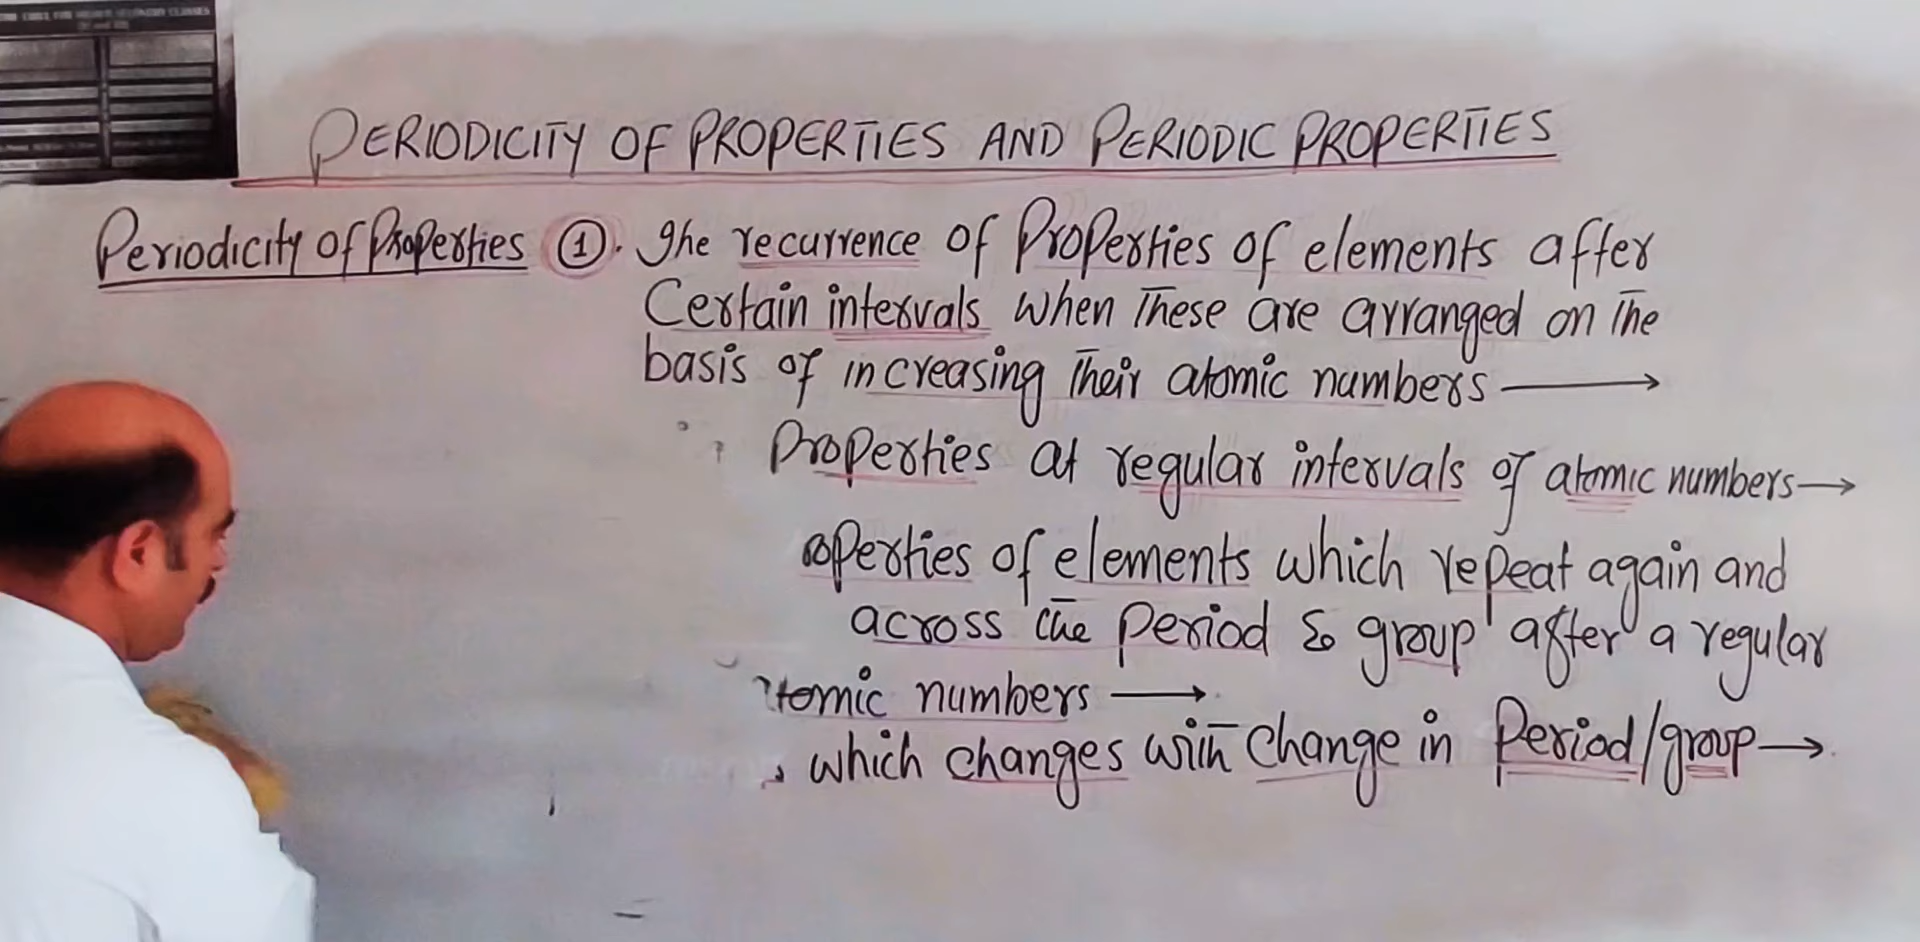 PERIODICITY OF PROPERTIES AND PERIODIC PROPERTIES
Periodicity of Properties ①. The recurrence of Properties of elements after
Certain intervals when These are arranged on The
basis of increasing Their atomic numbers →
Properties at regular intervals of atomic numbers →
operties of elements which repeat again and
across the period & group after a regular
tomic numbers →
which changes with change in Period/group →